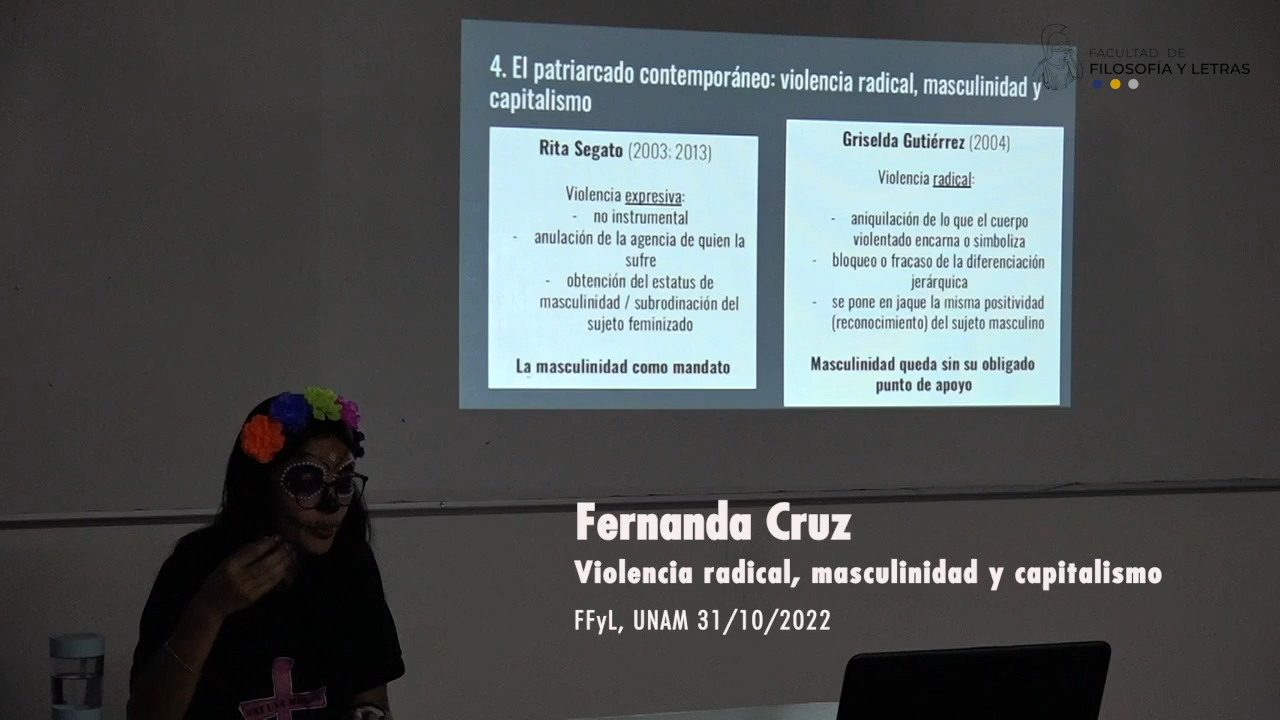 FACULTAD DE
FILOSOFÍA Y LETRAS
4. El patriarcado contemporáneo: violencia radical, masculinidad y
capitalismo
Rita Segato (2003; 2013)
Violencia expresiva:
- no instrumental
- anulación de la agencia de quien la
sufre
- obtención del estatus de
masculinidad / subrodinación del
sujeto feminizado
La masculinidad como mandato
Griselda Gutiérrez (2004)
Violencia radical:
- aniquilación de lo que el cuerpo
violentado encarna o simboliza
- bloqueo o fracaso de la diferenciación
jerárquica
- se pone en jaque la misma positividad
(reconocimiento) del sujeto masculino
Masculinidad queda sin su obligado
punto de apoyo
Fernanda Cruz
Violencia radical, masculinidad y capitalismo
FFyL, UNAM 31/10/2022